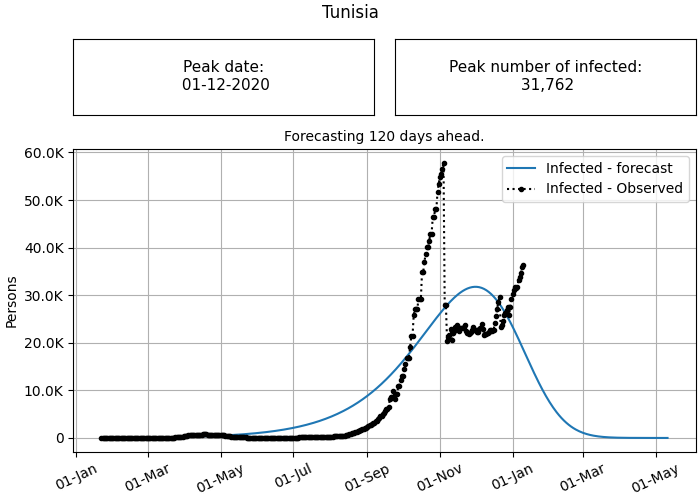 Tunisia
Peak date:
01-12-2020
Peak number of infected:
31,762
Forecasting 120 days ahead.
Infected - forecast
Infected - Observed
Persons
60.0K
50.0K
40.0K
30.0K
20.0K
10.0K
0
01-Jan
01-Mar
01-May
01-Jul
01-Sep
01-Nov
01-Jan
01-Mar
01-May